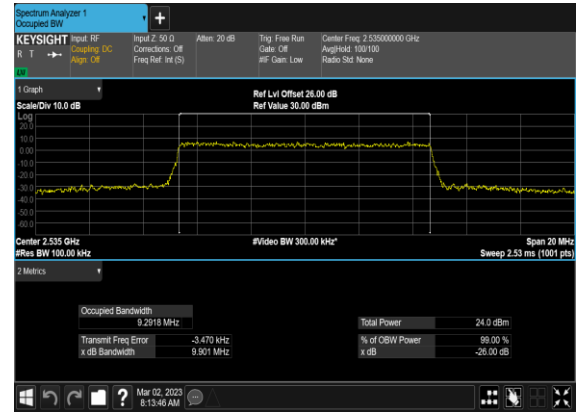 Spectrum Analyzer 1
Occupied BW
+
KEYSIGHT Input: RF Input Z: 50 Ω Atten: 20 dB Trig: Free Run Center Freq: 2.535000000 GHz
R T Coupling: DC Corrections: Off Gate: Off Avg|Hold: 100/100
Align: Off Freq Ref: Int (S) #IF Gain: Low Radio Std: None
LW
1 Graph
Ref Lvl Offset 26.00 dB
Scale/Div 10.0 dB Ref Value 30.00 dBm
Log
20.0
10.0
0.00
-10.0
-20.0
-30.0
-40.0
-50.0
-60.0
Center 2.535 GHz #Video BW 300.00 kHz* Span 20 MHz
#Res BW 100.00 kHz Sweep 2.53 ms (1001 pts)
2 Metrics
Occupied Bandwidth
9.2918 MHz Total Power 24.0 dBm
Transmit Freq Error -3.470 kHz % of OBW Power 99.00 %
x dB Bandwidth 9.901 MHz x dB -26.00 dB
?
Mar 02, 2023
8:13:46 AM